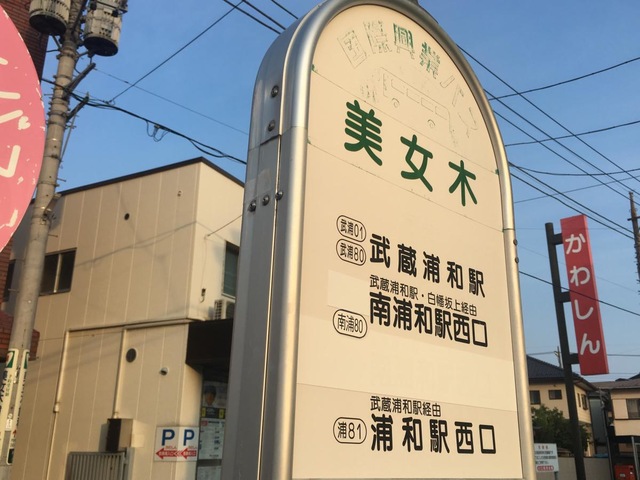 国際興業バス
美女木
武浦01
武浦80
武蔵浦和駅
武蔵浦和駅・白幡坂上経由
南浦80
南浦和駅西口
武蔵浦和駅経由
浦81
浦和駅西口
かわしん
P P